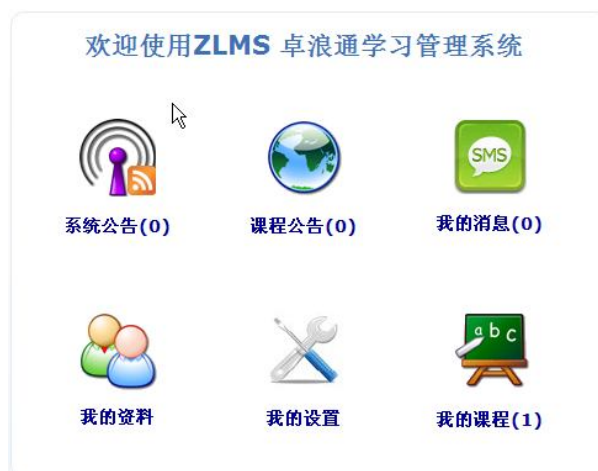 欢迎使用ZLMS 卓浪通学习管理系统
SMS
系统公告(0) 课程公告(0) 我的消息(0)
a b c
我的资料 我的设置 我的课程(1)